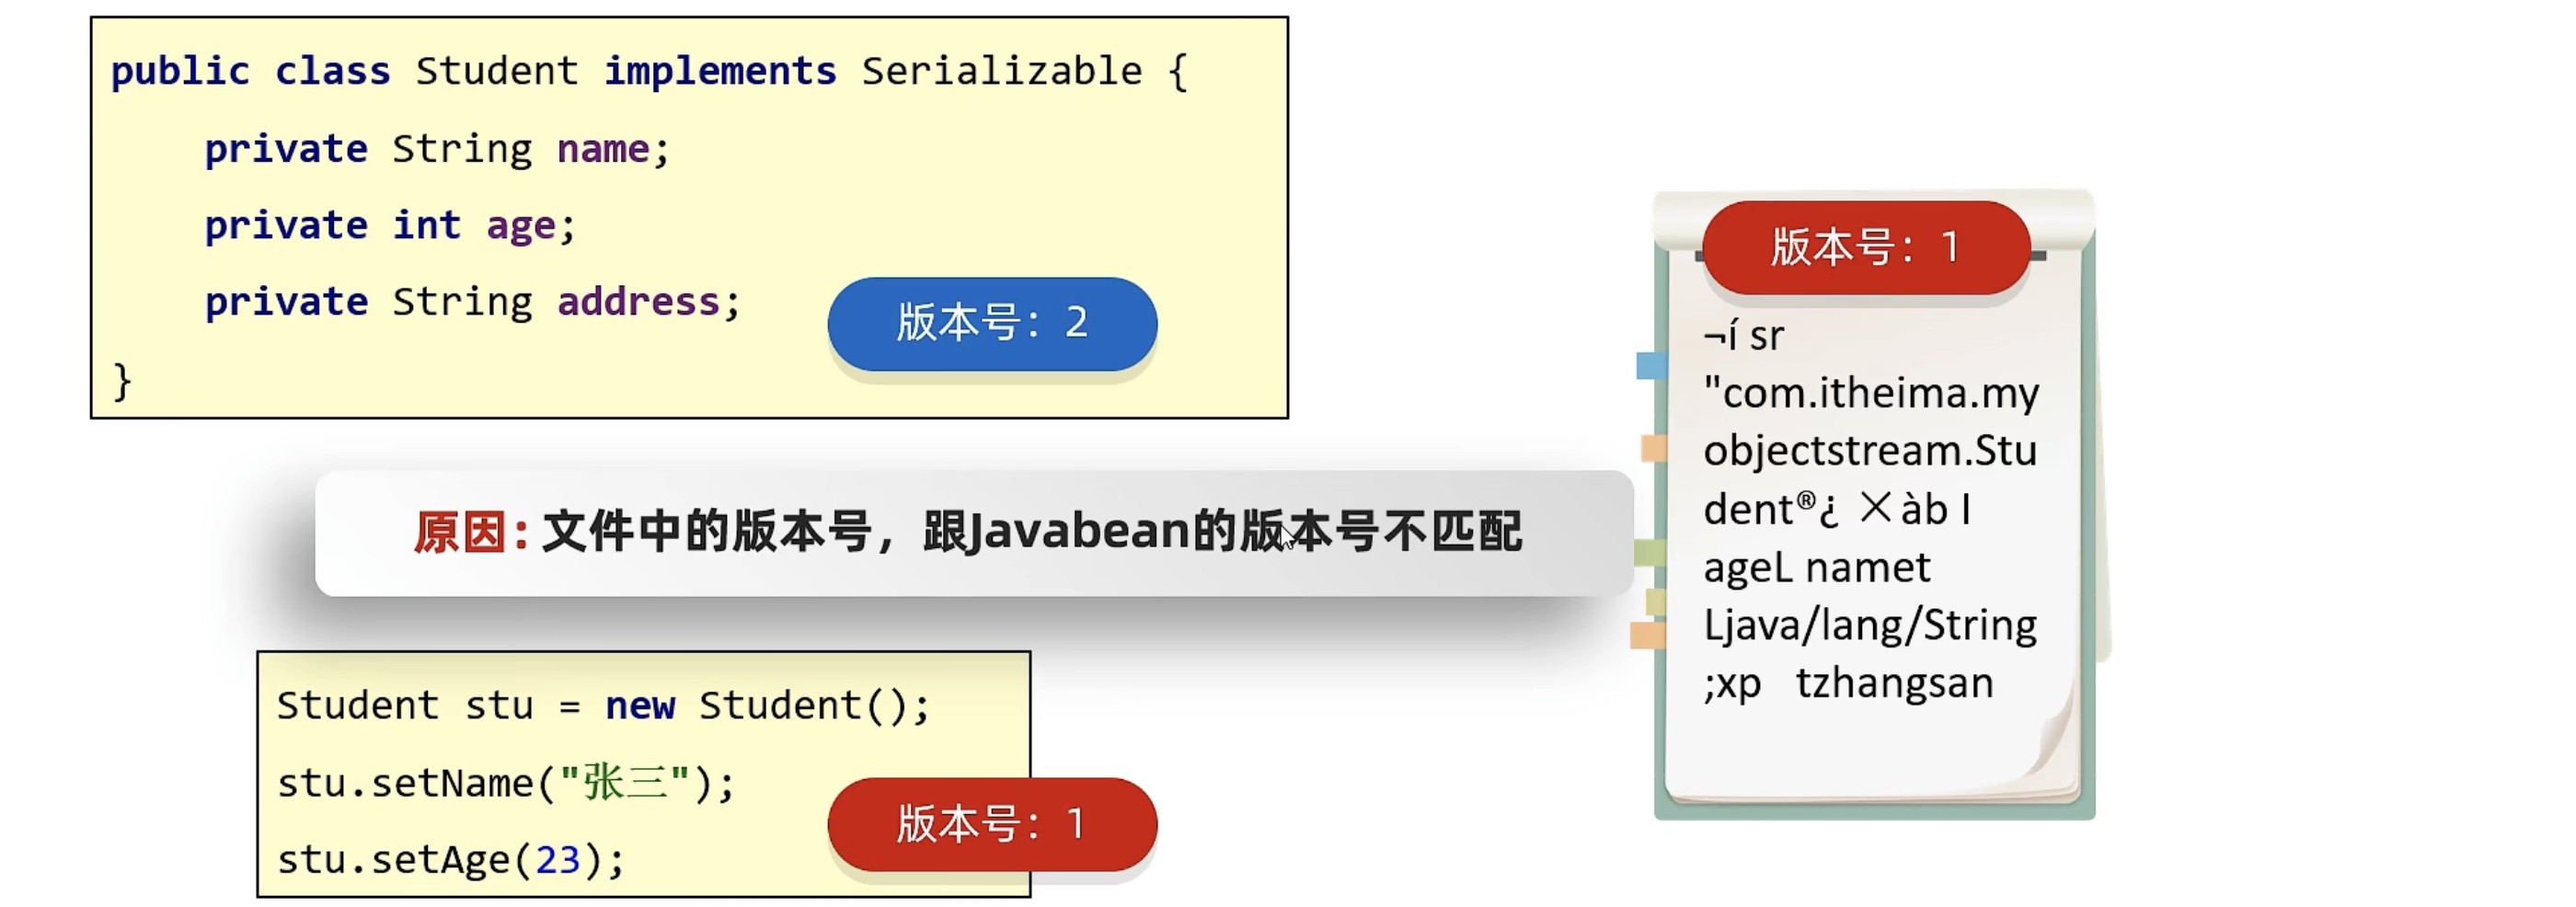 public class Student implements Serializable {
private String name;
private int age;
private String address;
}
版本号：2
原因：文件中的版本号，跟Javabean的版本号不匹配
Student stu = new Student();
stu.setName("张三");
stu.setAge(23);
版本号：1
版本号：1
¬í sr
"com.itheima.my
objectstream.Stu
dent®¿ ×àb I
ageL namet
Ljava/lang/String
;xp tzhangsan